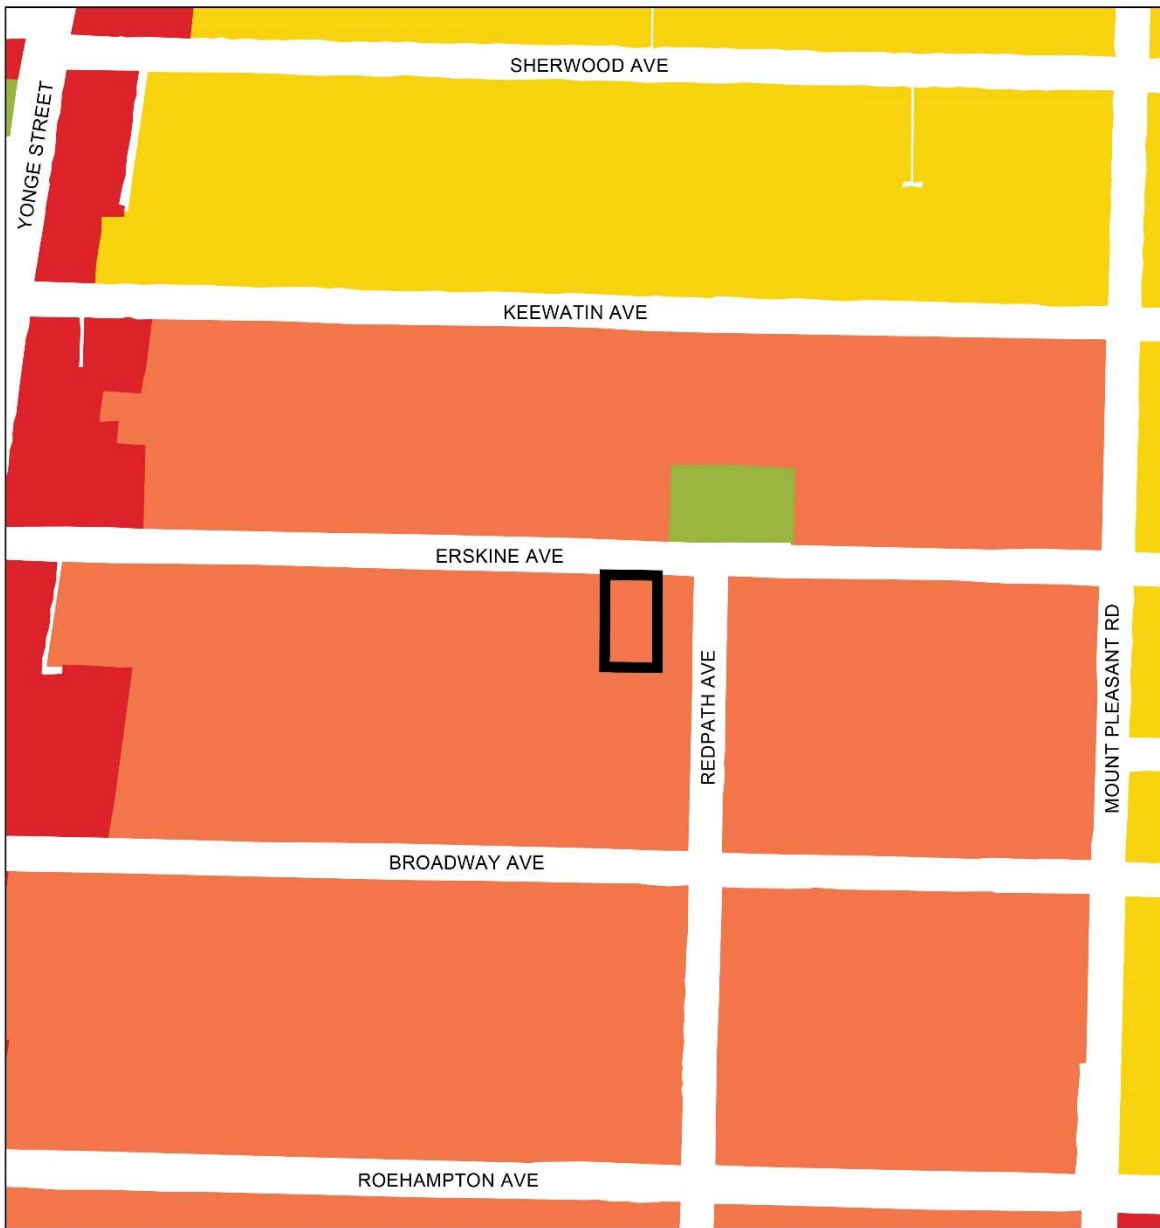 SHERWOOD AVE
YONGE STREET
KEEWATIN AVE
ERSKINE AVE
REDPATH AVE
MOUNT PLEASANT RD
BROADWAY AVE
ROEHAMPTON AVE